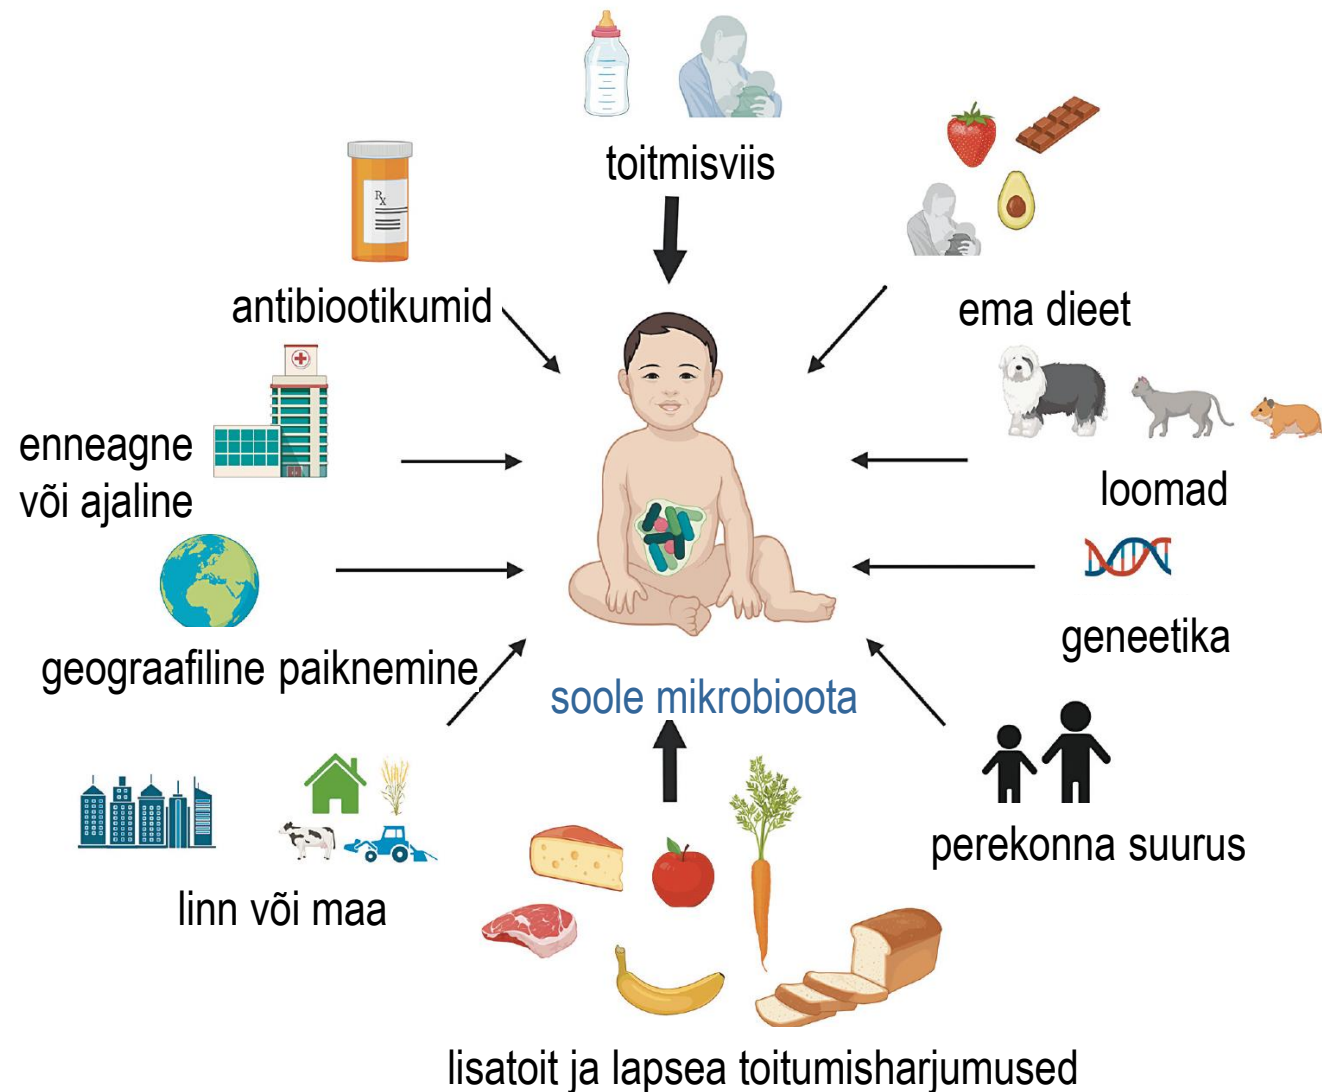 toitmisviis
Rx
antibiootikumid
ema dieet
enneagne
või ajaline
loomad
geograafiline paiknemine
geneetika
soole mikrobioota
perekonna suurus
linn või maa
lisatoit ja lapsea toitumisharjumused